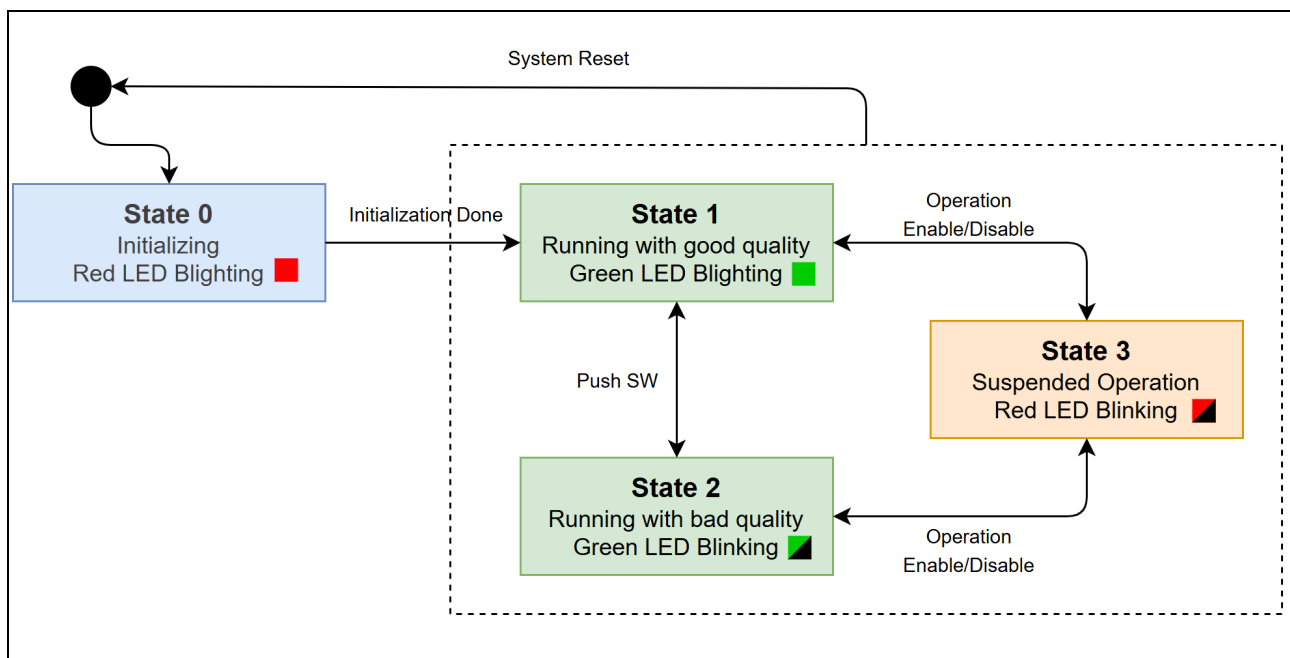 System Reset
State 0
Initializing
Red LED Blighting
Initialization Done
State 1
Running with good quality
Green LED Blighting
Operation
Enable/Disable
Push SW
State 3
Suspended Operation
Red LED Blinking
State 2
Running with bad quality
Green LED Blinking
Operation
Enable/Disable